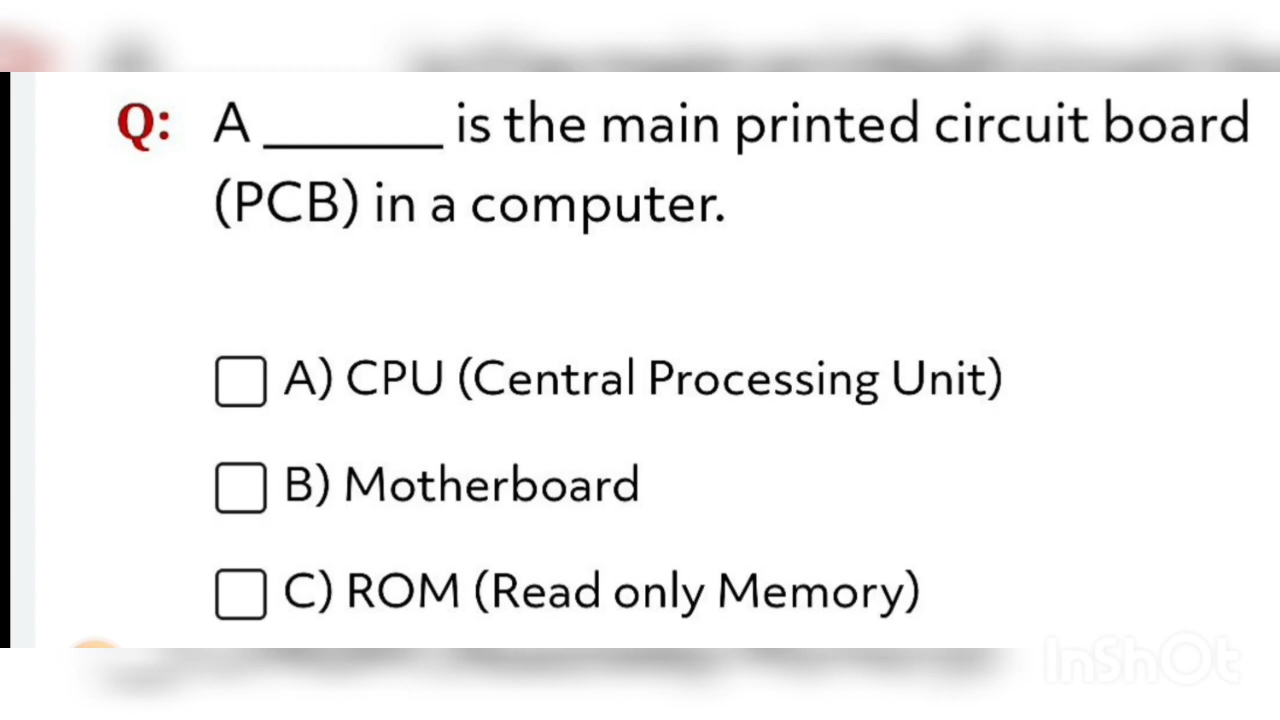 Q: A _______ is the main printed circuit board
(PCB) in a computer.
A) CPU (Central Processing Unit)
B) Motherboard
C) ROM (Read only Memory)
InShOt